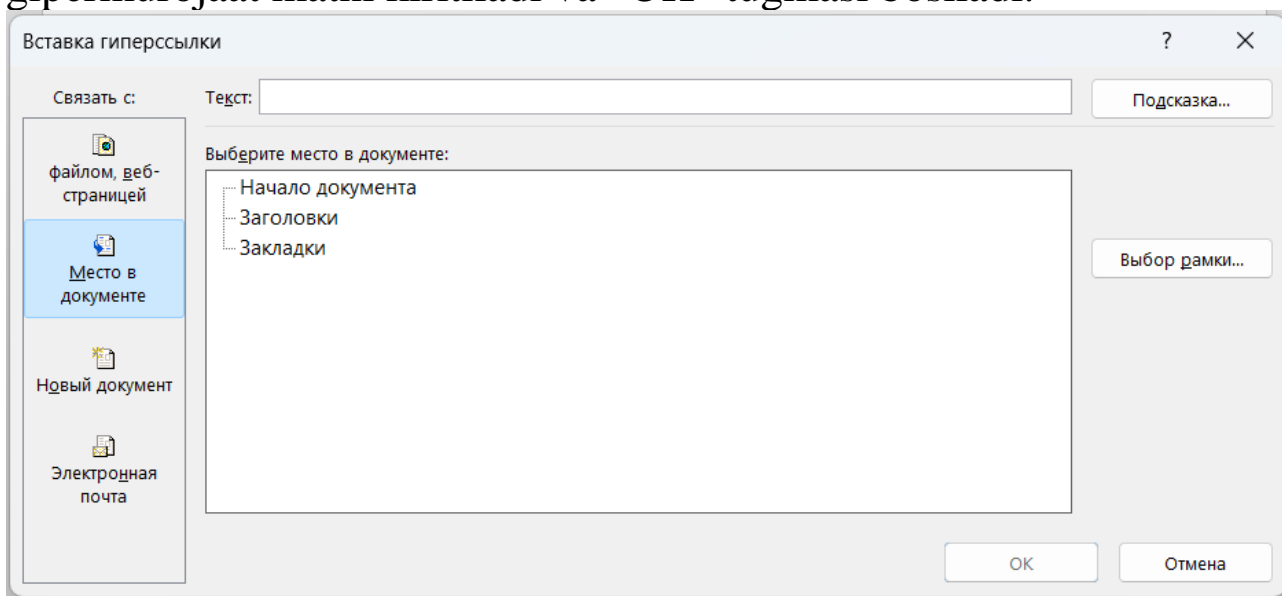 Вставка гиперссылки
?
Связать с:
Текст:
Подсказка...
файлом, веб-
страницей
Выберите место в документе:
Начало документа
Заголовки
Закладки
Место в
документе
Выбор рамки...
Новый документ
Электронная
почта
ОК
Отмена